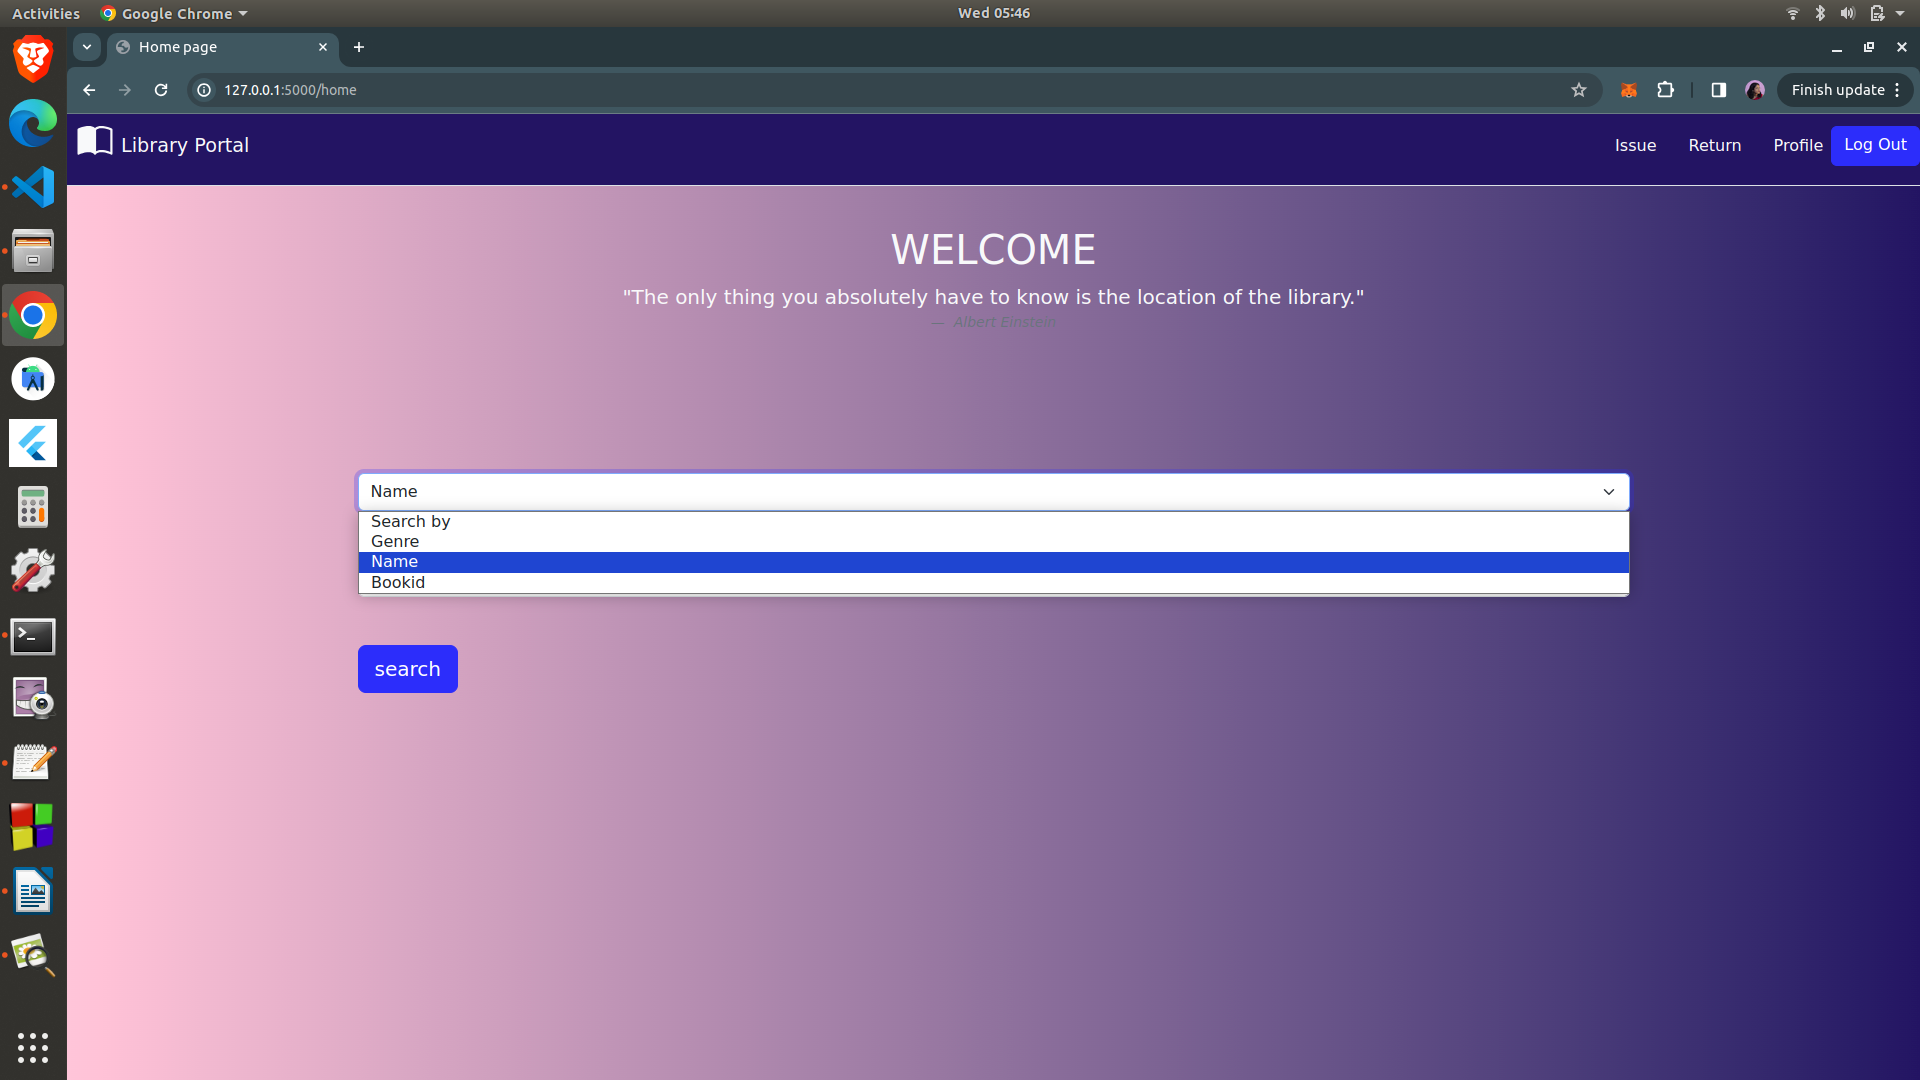 Activities Google Chrome Wed 05:46
Home page
127.0.0.1:5000/home Finish update
Library Portal Issue Return Profile Log Out
WELCOME
"The only thing you absolutely have to know is the location of the library."
— Albert Einstein
Name
Search by
Genre
Name
Bookid
search